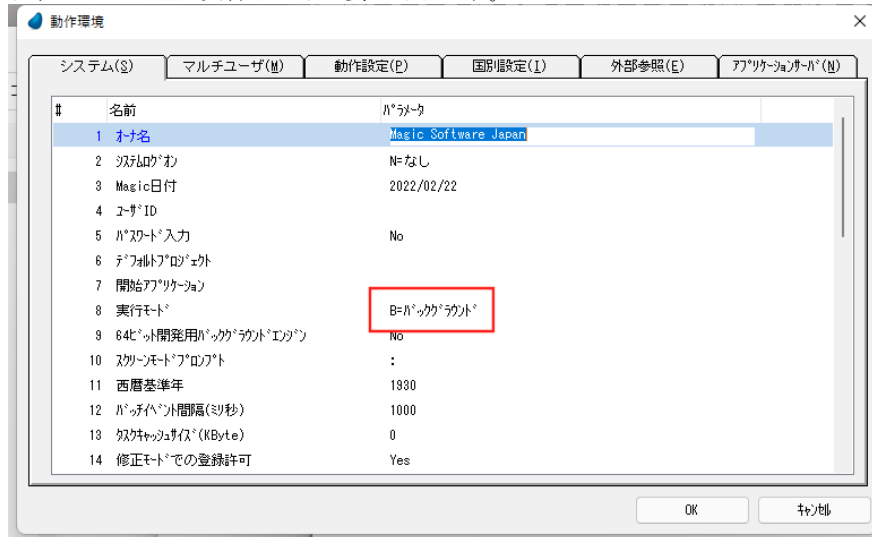 動作環境
システム(S) マルチユーザ(M) 動作設定(P) 国別設定(I) 外部参照(E) ｱﾌﾟﾘｹｰｼｮﾝｻｰﾊﾞ(N)
# 名前 ﾊﾟﾗﾒｰﾀ
1 ｵｰﾅ名 Magic Software Japan
2 ｼｽﾃﾑﾛｸﾞｵﾝ N=なし
3 Magic日付 2022/02/22
4 ﾕｰｻﾞID
5 ﾊﾟｽﾜｰﾄﾞ入力 No
6 ﾃﾞﾌｫﾙﾄﾌﾟﾛｼﾞｪｸﾄ
7 開始ｱﾌﾟﾘｹｰｼｮﾝ
8 実行ﾓｰﾄﾞ B=ﾊﾞｯｸｸﾞﾗｳﾝﾄﾞ
9 64ﾋﾞｯﾄ開発用ﾊﾞｯｸｸﾞﾗｳﾝﾄﾞｴﾝｼﾞﾝ No
10 ｽｸﾘｰﾝﾓｰﾄﾞﾌﾟﾛﾝﾌﾟﾄ :
11 西暦基準年 1930
12 ﾊﾞｯﾁｲﾍﾞﾝﾄ間隔(ﾐﾘ秒) 1000
13 ﾀｽｸｷｬｯｼｭｻｲｽﾞ(KByte) 0
14 修正ﾓｰﾄﾞでの登録許可 Yes
OK ｷｬﾝｾﾙ